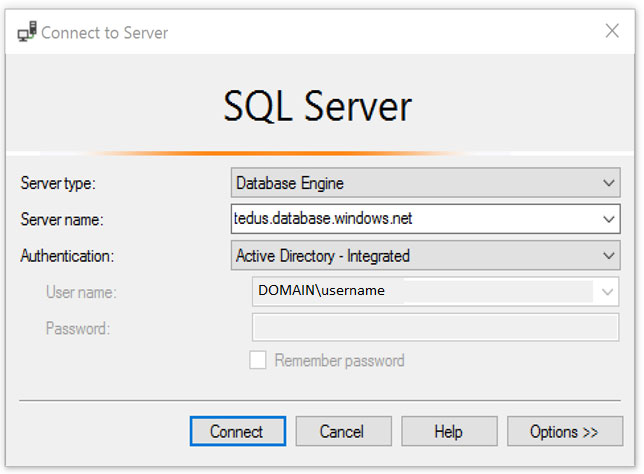 Connect to Server
SQL Server
Server type: Database Engine
Server name: tedus.database.windows.net
Authentication: Active Directory - Integrated
User name: DOMAIN\username
Password:
Remember password
Connect Cancel Help Options >>